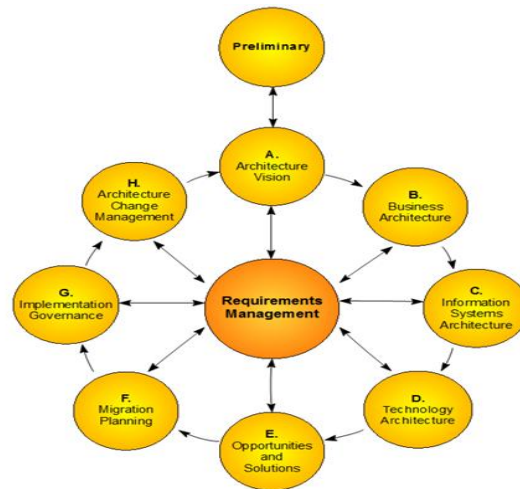 Preliminary
A.
Architecture
Vision
H.
Architecture
Change
Management
B.
Business
Architecture
G.
Implementation
Governance
Requirements
Management
C.
Information
Systems
Architecture
F.
Migration
Planning
D.
Technology
Architecture
E.
Opportunities
and
Solutions